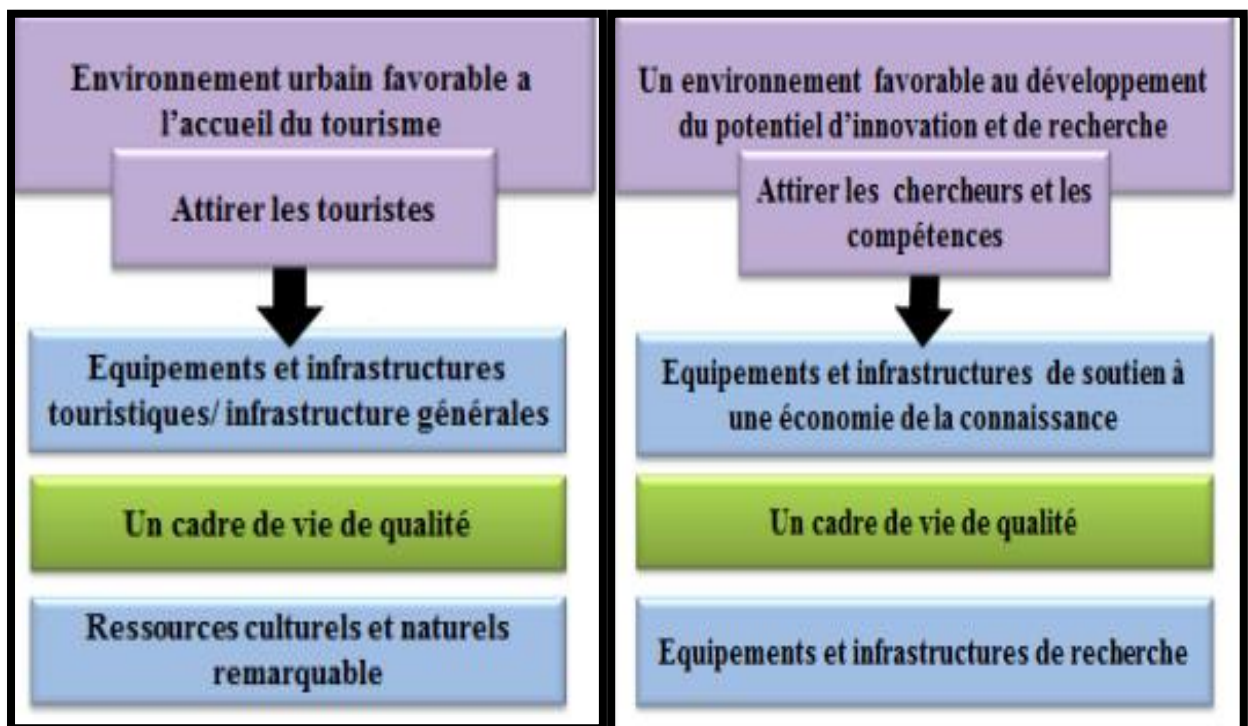 Environnement urbain favorable a
l'accueil du tourisme
Attirer les touristes
Equipements et infrastructures
touristiques/ infrastructure générales
Un cadre de vie de qualité
Ressources culturels et naturels
remarquable
Un environnement favorable au développement
du potentiel d'innovation et de recherche
Attirer les chercheurs et les
compétences
Equipements et infrastructures de soutien à
une économie de la connaissance
Un cadre de vie de qualité
Equipements et infrastructures de recherche